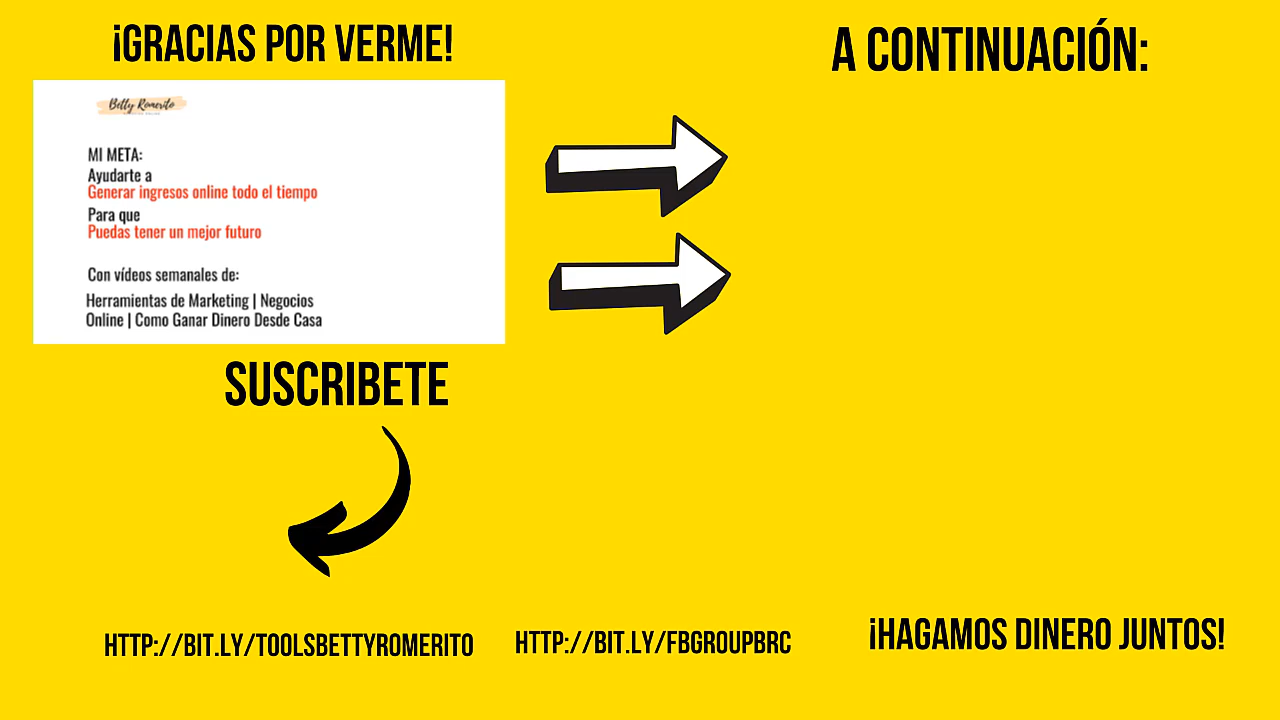 ¡GRACIAS POR VERME!
A CONTINUACIÓN:
Betty Romerito
MI META:
Ayudarte a
Generar ingresos online todo el tiempo
Para que
Puedas tener un mejor futuro
Con vídeos semanales de:
Herramientas de Marketing | Negocios
Online | Como Ganar Dinero Desde Casa
SUSCRIBETE
HTTP://BIT.LY/TOOLSBETTYROMERITO
HTTP://BIT.LY/FBGROUPBRC
¡HAGAMOS DINERO JUNTOS!